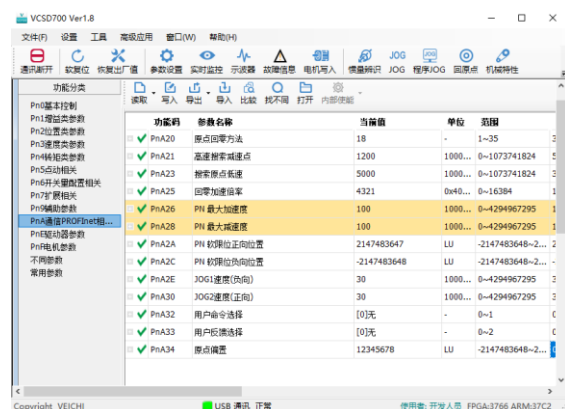 VCSD700 Ver1.8
文件(F) 设置 工具 高级应用 窗口(W) 帮助(H)
通讯断开 软复位 恢复出厂值 参数设置 实时监控 示波器 故障信息 电机写入 惯量辨识 JOG 程序JOG 回原点 机械特性
功能分类
Pn0基本控制
Pn1增益类参数
Pn2位置类参数
Pn3速度类参数
Pn4转矩类参数
Pn5点动相关
Pn6开关量配置相关
Pn7扩展相关
Pn9辅助参数
PnA通信PROFInet相...
PnE驱动器参数
PnF电机参数
不同参数
常用参数
读取 写入 导出 导入 比较 找不同 打开 内部使能
功能码 参数名称 当前值 单位 范围
PnA20 原点回零方法 18 - 1~35
PnA21 高速搜索减速点 1200 1000... 0~1073741824
PnA23 搜索原点低速 5000 1000... 0~1073741824
PnA25 回零加速倍率 4321 0x40... 0~16384
PnA26 PN 最大加速度 100 1000... 0~4294967295
PnA28 PN 最大减速度 100 1000... 0~4294967295
PnA2A PN 软限位正向位置 2147483647 LU -2147483648~2...
PnA2C PN 软限位负向位置 -2147483648 LU -2147483648~2...
PnA2E JOG1速度(负向) 30 1000... 0~4294967295
PnA30 JOG2速度(正向) 30 1000... 0~4294967295
PnA32 用户命令选择 [0]无 - 0~1
PnA33 用户反馈选择 [0]无 - 0~2
PnA34 原点偏置 12345678 LU -2147483648~2...
Copyright VEICHI USB 通讯 正常 使用者: 开发人员 FPGA:3766 ARM:37C2